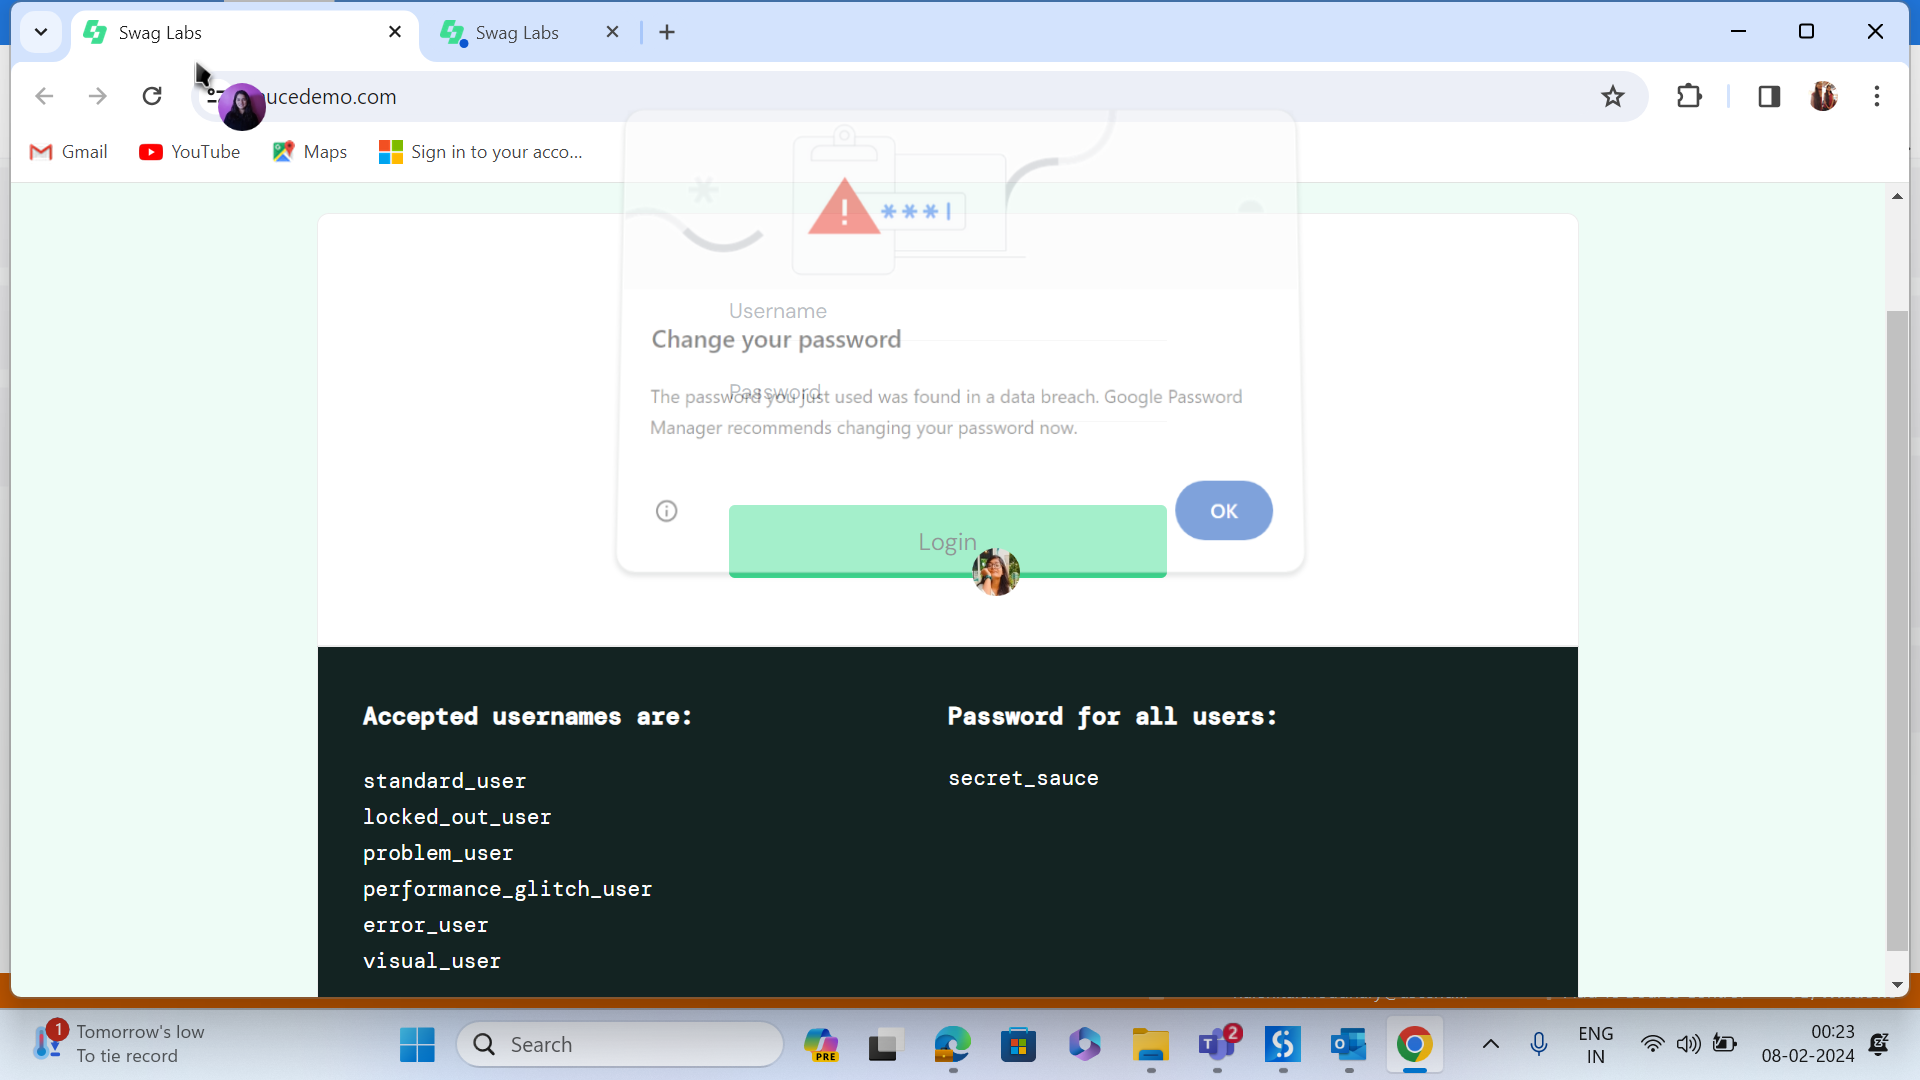 Swag Labs
Swag Labs
ucedemo.com
Gmail
YouTube
Maps
Sign in to your acco...
***|
Username
Change your password
Password
The password you just used was found in a data breach. Google Password
Manager recommends changing your password now.
OK
Login
Accepted usernames are:
standard_user
locked_out_user
problem_user
performance_glitch_user
error_user
visual_user
Password for all users:
secret_sauce
1
Tomorrow's low
To tie record
Search
PRE
2
ENG
IN
00:23
08-02-2024